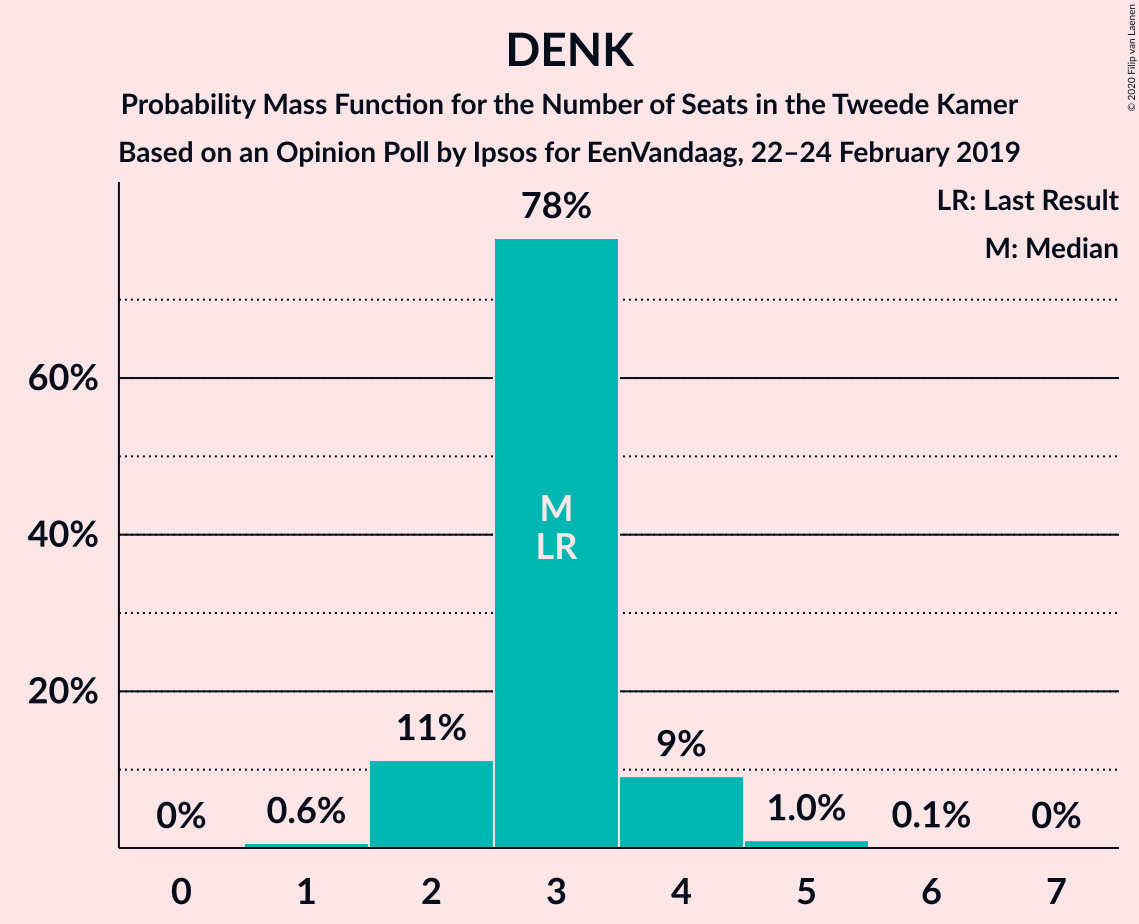 DENK
Probability Mass Function for the Number of Seats in the Tweede Kamer
Based on an Opinion Poll by Ipsos for EenVandaag, 22–24 February 2019
© 2020 Filip van Laenen
LR: Last Result
M: Median
60%
40%
20%
0%
0.6%
11%
78%
9%
1.0%
0.1%
0%
M
LR
0 1 2 3 4 5 6 7